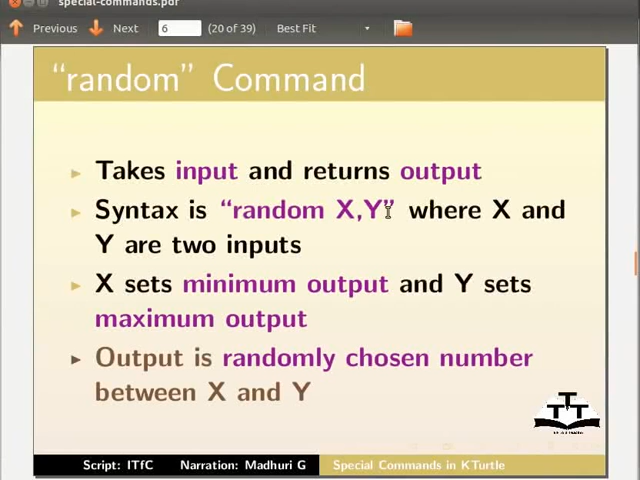 special-commands.pdf
Previous Next 6 (20 of 39) Best Fit
“random” Command
Takes input and returns output
Syntax is “random X,Y” where X and
Y are two inputs
X sets minimum output and Y sets
maximum output
Output is randomly chosen number
between X and Y
TTT
Script: ITfC Narration: Madhuri G Special Commands in KTurtle